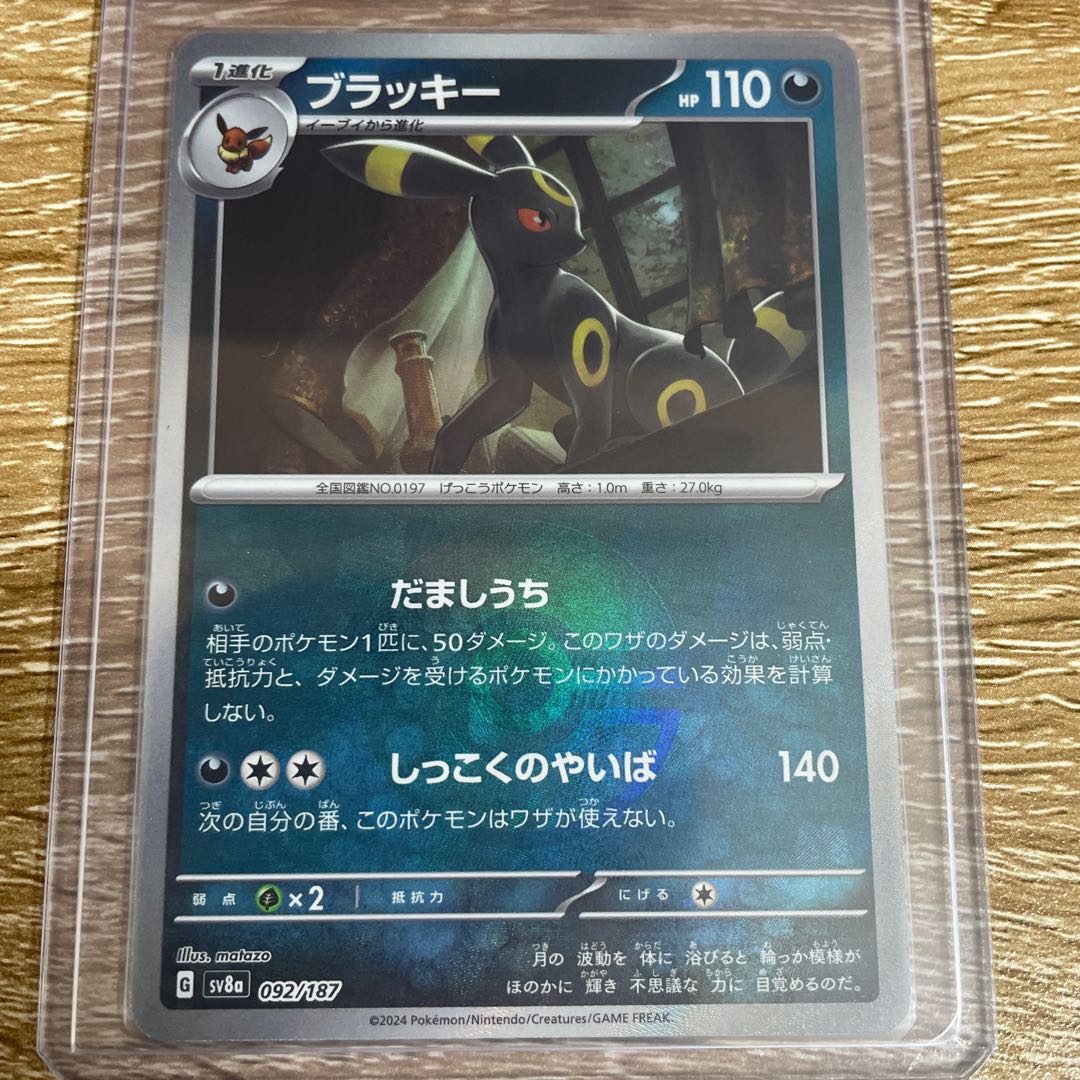 1進化
ブラッキー
HP 110
イーブイから進化
全国図鑑NO.0197 げっこうポケモン 高さ:1.0m 重さ:27.0kg
だましうち
相手のポケモン1匹に、50ダメージ。このワザのダメージは、弱点・
抵抗力と、ダメージを受けるポケモンにかかっている効果を計算
しない。
しっこくのやいば 140
次の自分の番、このポケモンはワザが使えない。
弱点 ×2 抵抗力 にげる
Illus. matazo
月の 波動を 体に 浴びると 輪っか模様が
ほのかに 輝き 不思議な 力に 目覚めるのだ。
G sv8a 092/187
©2024 Pokémon/Nintendo/Creatures/GAME FREAK.